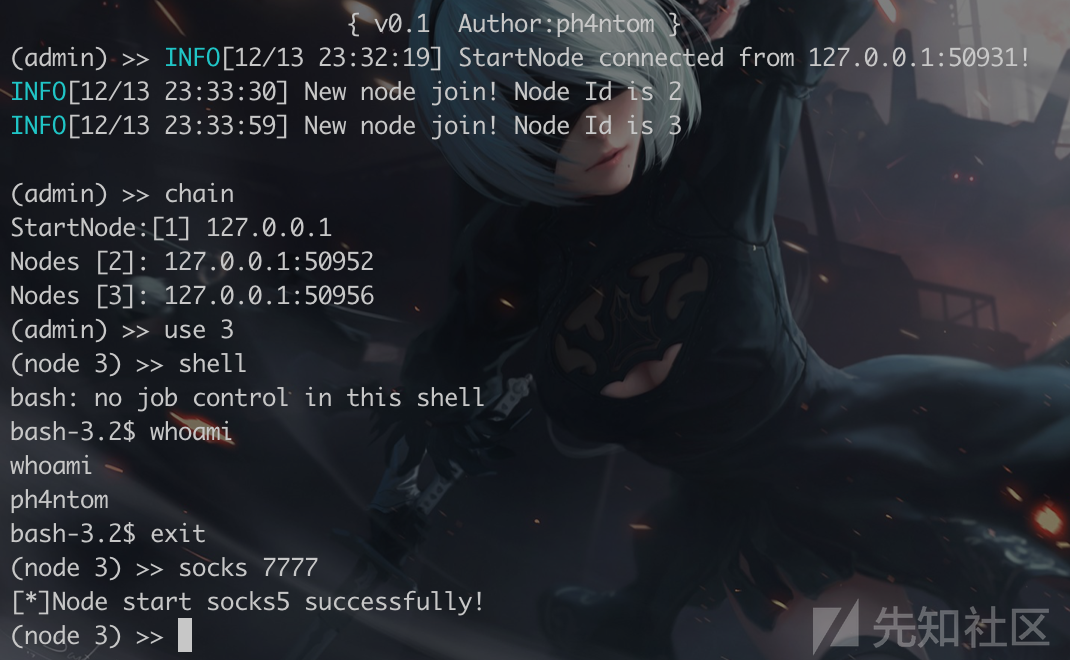 { v0.1  Author:ph4ntom }
(admin) >> INFO[12/13 23:32:19] StartNode connected from 127.0.0.1:50931!
INFO[12/13 23:33:30] New node join! Node Id is 2
INFO[12/13 23:33:59] New node join! Node Id is 3
(admin) >> chain
StartNode:[1] 127.0.0.1
Nodes [2]: 127.0.0.1:50952
Nodes [3]: 127.0.0.1:50956
(admin) >> use 3
(node 3) >> shell
bash: no job control in this shell
bash-3.2$ whoami
whoami
ph4ntom
bash-3.2$ exit
(node 3) >> socks 7777
[*]Node start socks5 successfully!
(node 3) >>
先知社区